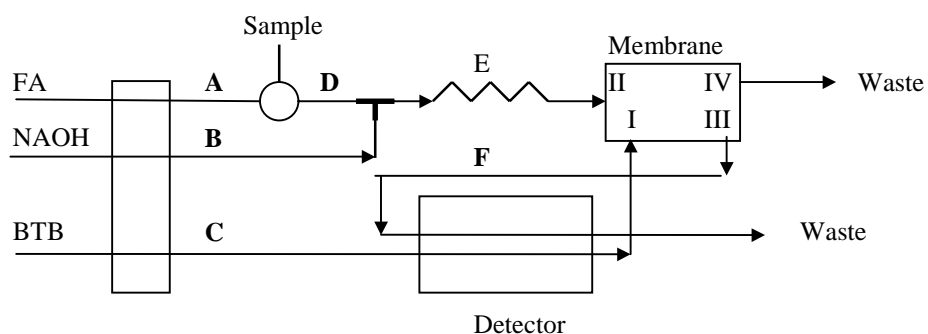 Sample
Membrane
FA A D E
II IV Waste
NAOH B I III
F
BTB C Waste
Detector